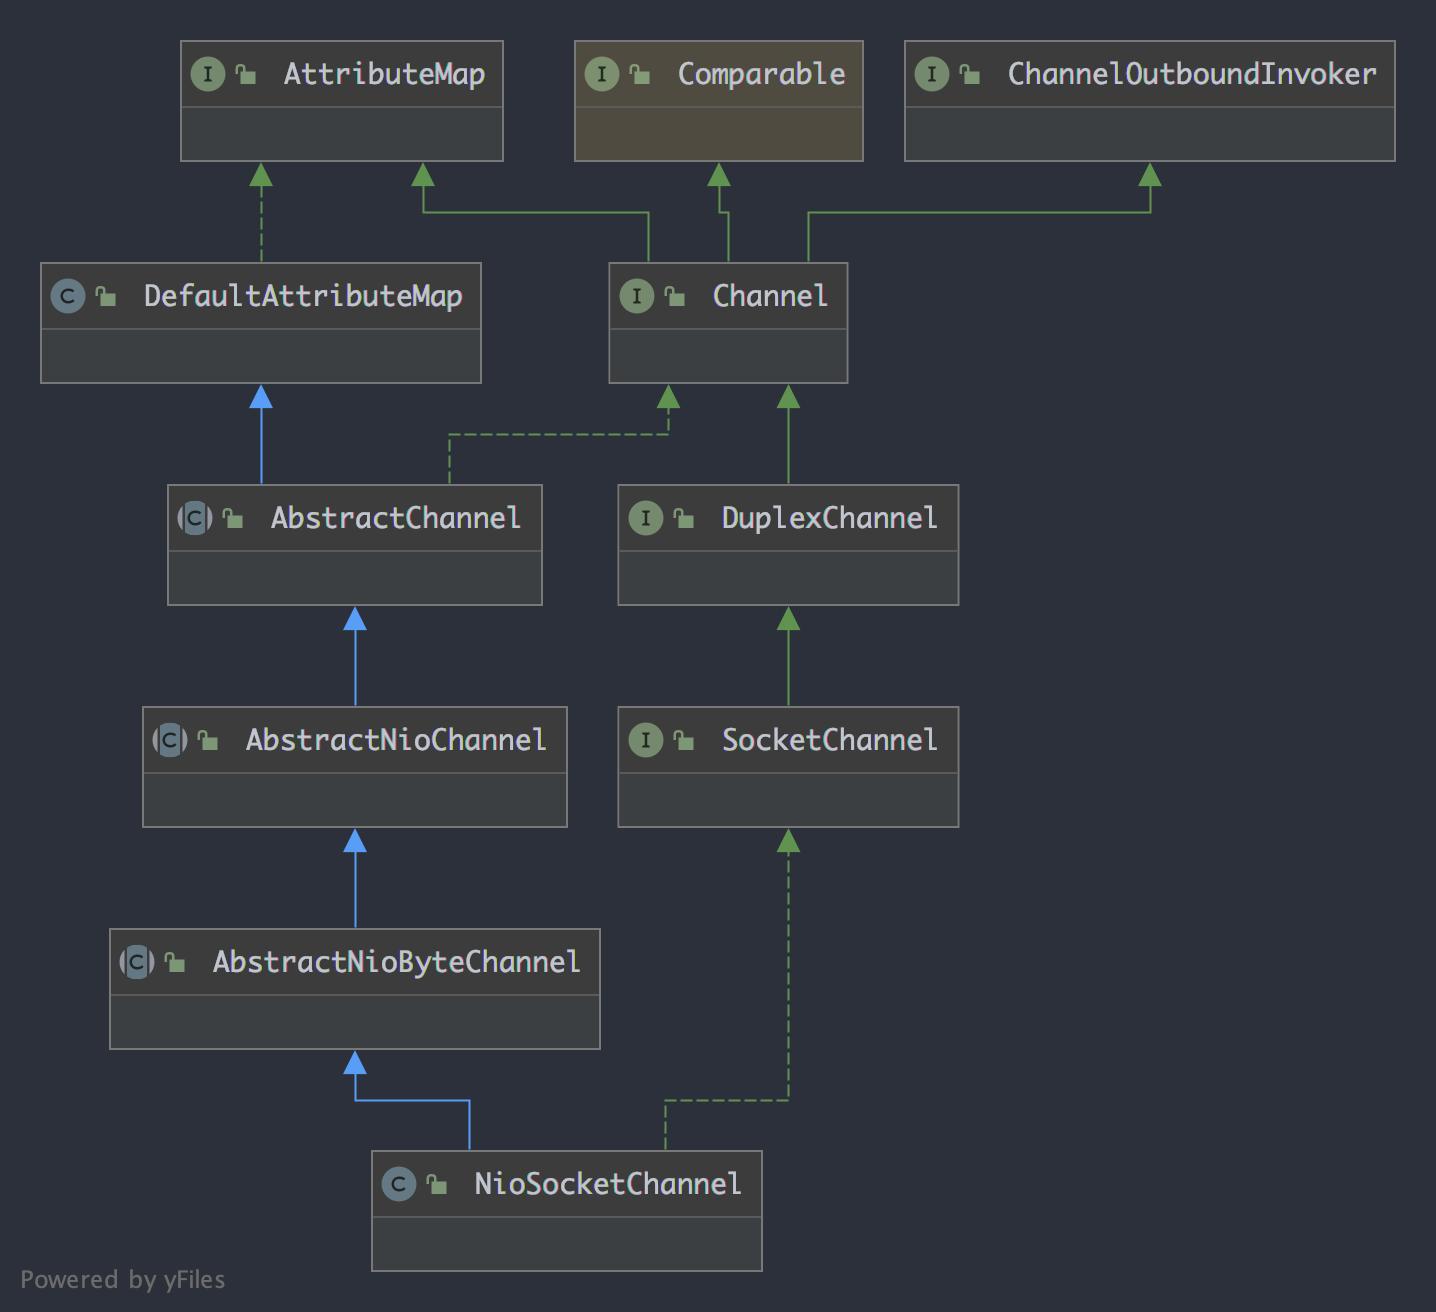 I AttributeMap
I Comparable
I ChannelOutboundInvoker
C DefaultAttributeMap
I Channel
C AbstractChannel
I DuplexChannel
C AbstractNioChannel
I SocketChannel
C AbstractNioByteChannel
C NioSocketChannel
Powered by yFiles